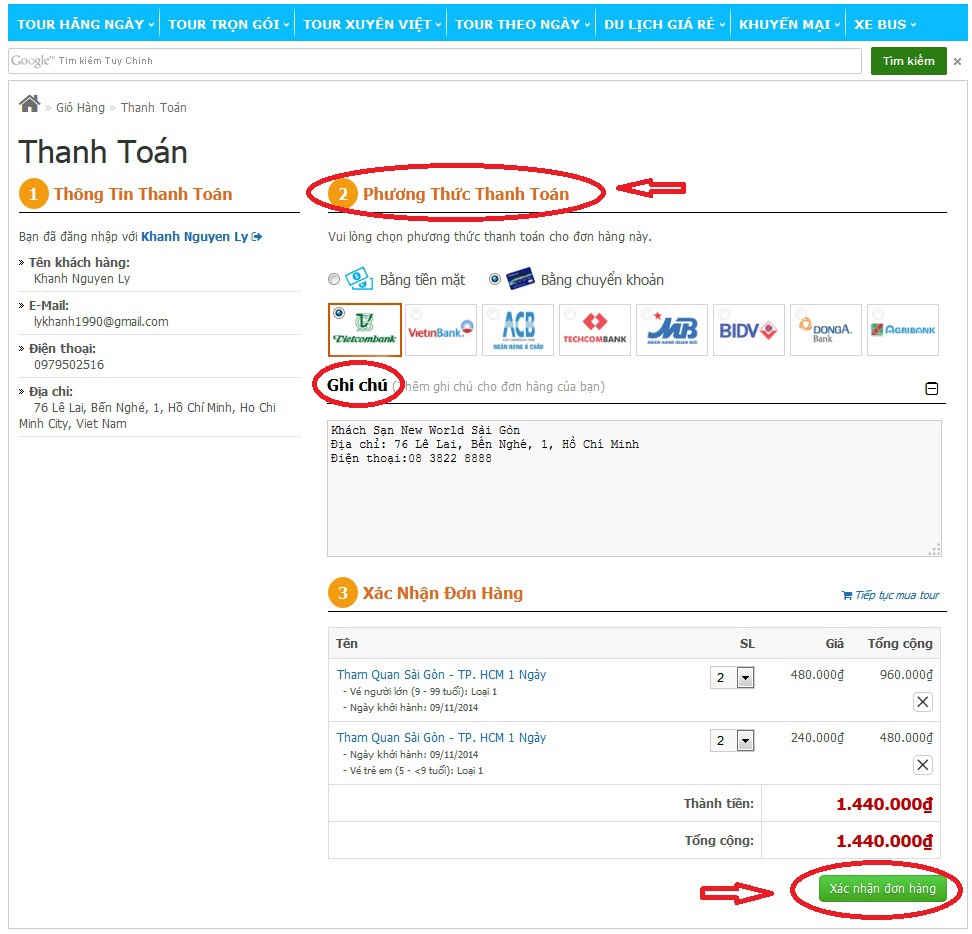 TOUR HÃNG NGÀY TOUR TRỌN GÓI TOUR XUYÊN VIỆT TOUR THEO NGÀY DU LỊCH GIÁ RẺ KHUYẾN MẠI XE BUS
Google™ Tìm kiếm Tùy Chỉnh Tìm kiếm ×
» Giỏ Hàng » Thanh Toán
Thanh Toán
1 Thông Tin Thanh Toán
Bạn đã đăng nhập với Khanh Nguyen Ly
» Tên khách hàng:
Khanh Nguyen Ly
» E-Mail:
lykhanh1990@gmail.com
» Điện thoại:
0979502516
» Địa chỉ:
76 Lê Lai, Bến Nghé, 1, Hồ Chí Minh, Ho Chi
Minh City, Viet Nam
2 Phương Thức Thanh Toán
Vui lòng chọn phương thức thanh toán cho đơn hàng này.
Bằng tiền mặt Bằng chuyển khoản
Vietcombank VietinBank ACB NGÂN HÀNG Á CHÂU TECHCOMBANK MB NGAN HANG QUAN DOI BIDV DONGA Bank AGRIBANK
Ghi chú (Thêm ghi chú cho đơn hàng của bạn)
Khách Sạn New World Sài Gòn
Địa chỉ: 76 Lê Lai, Bến Nghé, 1, Hồ Chí Minh
Điện thoại:08 3822 8888
3 Xác Nhận Đơn Hàng Tiếp tục mua tour
Tên SL Giá Tổng cộng
Tham Quan Sài Gòn - TP. HCM 1 Ngày 2 480.000₫ 960.000₫
- Vé người lớn (9 - 99 tuổi): Loại 1
- Ngày khởi hành: 09/11/2014
Tham Quan Sài Gòn - TP. HCM 1 Ngày 2 240.000₫ 480.000₫
- Ngày khởi hành: 09/11/2014
- Vé trẻ em (5 - <9 tuổi): Loại 1
Thành tiền: 1.440.000₫
Tổng cộng: 1.440.000₫
Xác nhận đơn hàng